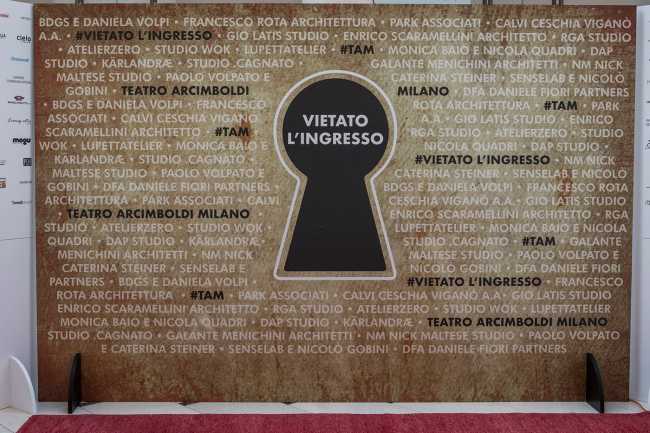 BDGS E DANIELA VOLPI • FRANCESCO ROTA ARCHITETTURA • PARK ASSOCIATI • CALVI CESCHIA VIGANÒ
A.A. • #VIETATO L'INGRESSO • GIO LATIS STUDIO • ENRICO SCARAMELLINI ARCHITETTO • RGA STUDIO
• ATELIERZERO • STUDIO WOK • LUPETTATELIER • #TAM • MONICA BAIO E NICOLA QUADRI • DAP
STUDIO • KÄRLANDRÆ • STUDIO .CAGNATO • GALANTE MENICHINI ARCHITETTI • NM NICK
MALTESE STUDIO • PAOLO VOLPATO E CATERINA STEINER • SENSELAB E NICOLÒ
GOBINI • TEATRO ARCIMBOLDI MILANO • DFA DANIELE FIORI PARTNERS
• BDGS E DANIELA VOLPI • FRANCESCO ROTA ARCHITETTURA • #TAM • PARK
ASSOCIATI • CALVI CESCHIA VIGANÒ A.A. • GIO LATIS STUDIO • ENRICO
SCARAMELLINI ARCHITETTO • #TAM • RGA STUDIO • ATELIERZERO • STUDIO
WOK • LUPETTATELIER • MONICA BAIO E NICOLA QUADRI • DAP STUDIO •
KÄRLANDRÆ • STUDIO .CAGNATO • #VIETATO L'INGRESSO • NM NICK
MALTESE STUDIO • PAOLO VOLPATO E CATERINA STEINER • SENSELAB E NICOLÒ
GOBINI • DFA DANIELE FIORI PARTNERS BDGS E DANIELA VOLPI • FRANCESCO ROTA
ARCHITETTURA • PARK ASSOCIATI • CALVI CESCHIA VIGANÒ A.A. • GIO LATIS STUDIO
• TEATRO ARCIMBOLDI MILANO • ENRICO SCARAMELLINI ARCHITETTO • RGA
STUDIO • ATELIERZERO • STUDIO WOK • LUPETTATELIER • MONICA BAIO E NICOLA
QUADRI • DAP STUDIO • KÄRLANDRÆ • STUDIO .CAGNATO • #TAM • GALANTE
MENICHINI ARCHITETTI • NM NICK MALTESE STUDIO • PAOLO VOLPATO E
CATERINA STEINER • SENSELAB E NICOLÒ GOBINI • DFA DANIELE FIORI
PARTNERS • BDGS E DANIELA VOLPI • #VIETATO L'INGRESSO • FRANCESCO
ROTA ARCHITETTURA • #TAM • PARK ASSOCIATI • CALVI CESCHIA VIGANÒ A.A. • GIO LATIS STUDIO
• ENRICO SCARAMELLINI ARCHITETTO • RGA STUDIO • ATELIERZERO • STUDIO WOK • LUPETTATELIER
• MONICA BAIO E NICOLA QUADRI • DAP STUDIO • KÄRLANDRÆ • TEATRO ARCIMBOLDI MILANO •
STUDIO .CAGNATO • GALANTE MENICHINI ARCHITETTI • NM NICK MALTESE STUDIO • PAOLO VOLPATO
E CATERINA STEINER • SENSELAB E NICOLÒ GOBINI • DFA DANIELE FIORI PARTNERS
VIETATO
L'INGRESSO
cielo
mogu